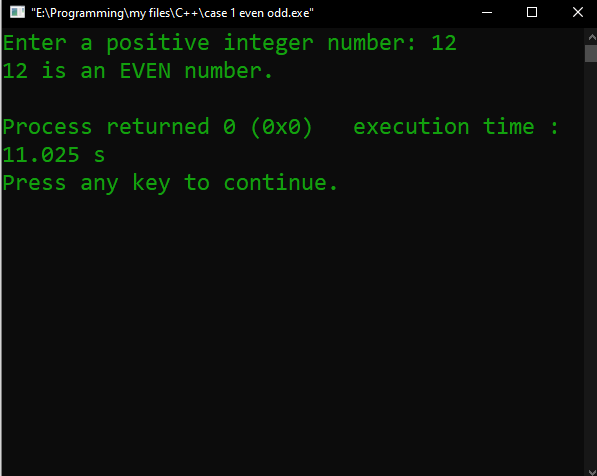 "E:\Programming\my files\C++\case 1 even odd.exe"
Enter a positive integer number: 12
12 is an EVEN number.
Process returned 0 (0x0)   execution time :
11.025 s
Press any key to continue.